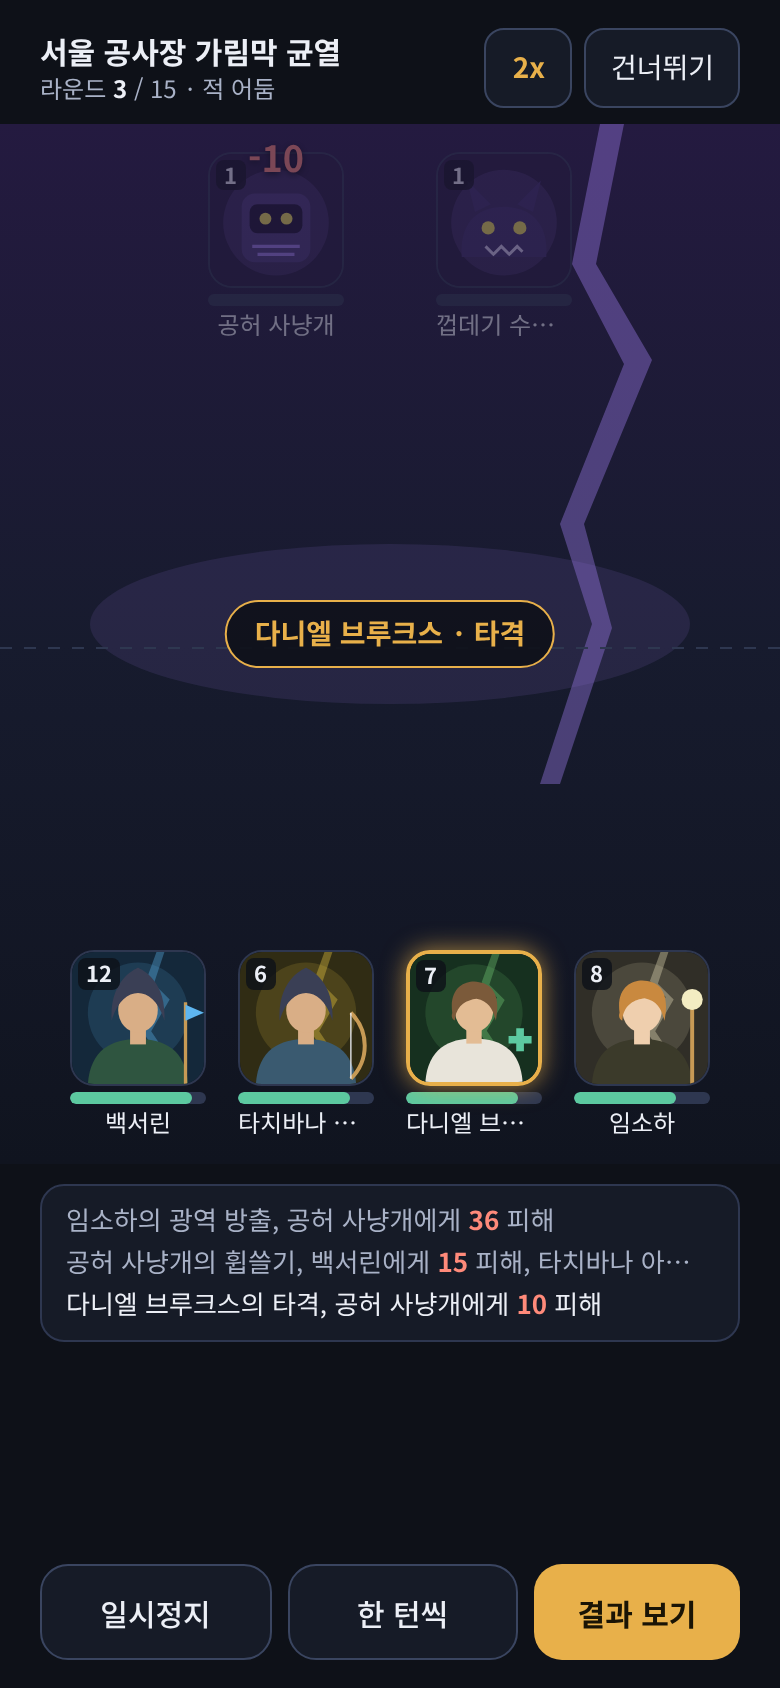 서울 공사장 가림막 균열
라운드 3 / 15 · 적 어둠
2x
건너뛰기
-10
1
1
공허 사냥개
껍데기 수…
다니엘 브루크스 · 타격
12
6
7
8
백서린
타치바나 …
다니엘 브…
임소하
임소하의 광역 방출, 공허 사냥개에게 36 피해
공허 사냥개의 휩쓸기, 백서린에게 15 피해, 타치바나 아…
다니엘 브루크스의 타격, 공허 사냥개에게 10 피해
일시정지
한 턴씩
결과 보기